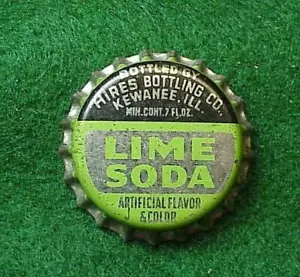 BOTTLED BY
HIRES BOTTLING CO.,
KEWANEE, ILL.
MIN. CONT. 7 FL. OZ.
LIME
SODA
ARTIFICIAL FLAVOR
& COLOR